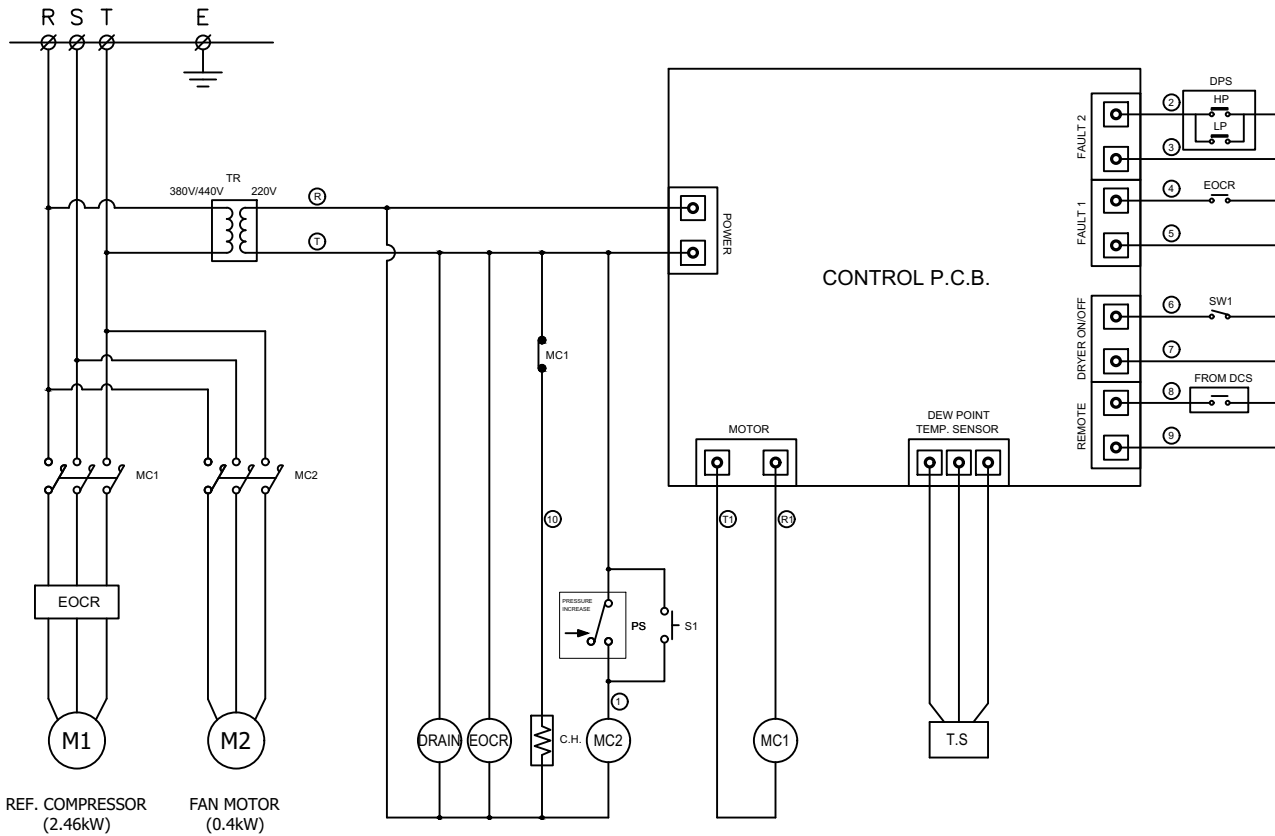 R S T E
TR
380V/440V 220V
R
T
POWER
CONTROL P.C.B.
FAULT 2
FAULT 1
DRYER ON/OFF
REMOTE
2
DPS
HP
LP
3
4
EOCR
5
6
SW1
7
8
FROM DCS
9
MC1
MC1
MC2
10
MOTOR
DEW POINT
TEMP. SENSOR
T1
R1
EOCR
PRESSURE
INCREASE
PS
S1
1
M1
M2
DRAIN
EOCR
C.H.
MC2
MC1
T.S
REF. COMPRESSOR
(2.46kW)
FAN MOTOR
(0.4kW)